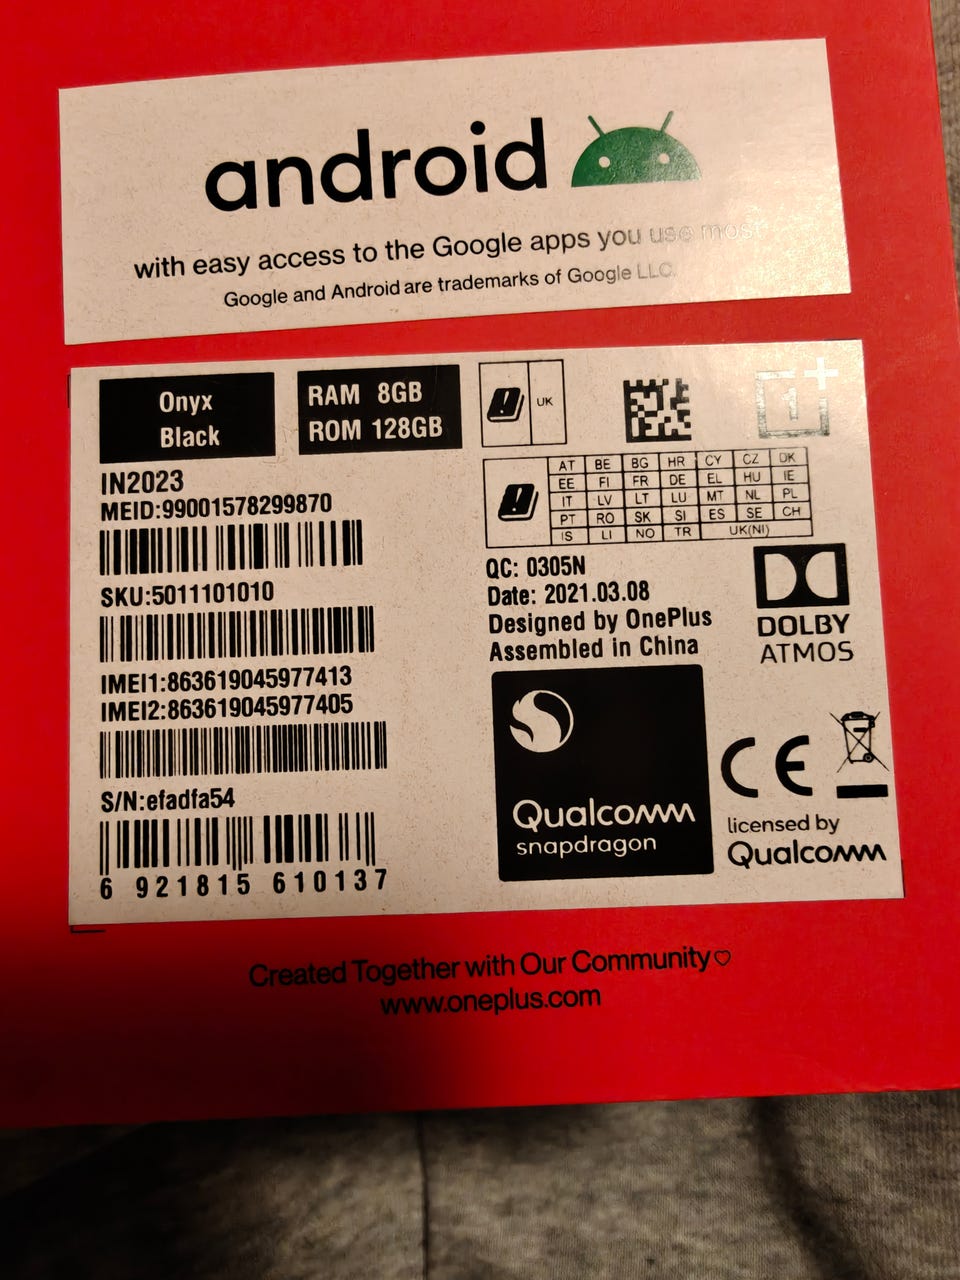 android
with easy access to the Google apps you use most
Google and Android are trademarks of Google LLC.
Onyx
Black
RAM 8GB
ROM 128GB
UK
IN2023
MEID:99001578299870
SKU:5011101010
IMEI1:863619045977413
IMEI2:863619045977405
S/N:efadfa54
6 921815 610137
1+
AT BE BG HR CY CZ DK
EE FI FR DE EL HU IE
IT LV LT LU MT NL PL
PT RO SK SI ES SE CH
IS LI NO TR UK(NI)
QC: 0305N
Date: 2021.03.08
Designed by OnePlus
Assembled in China
DOLBY
ATMOS
Qualcomm
snapdragon
CE
licensed by
Qualcomm
Created Together with Our Community♡
www.oneplus.com